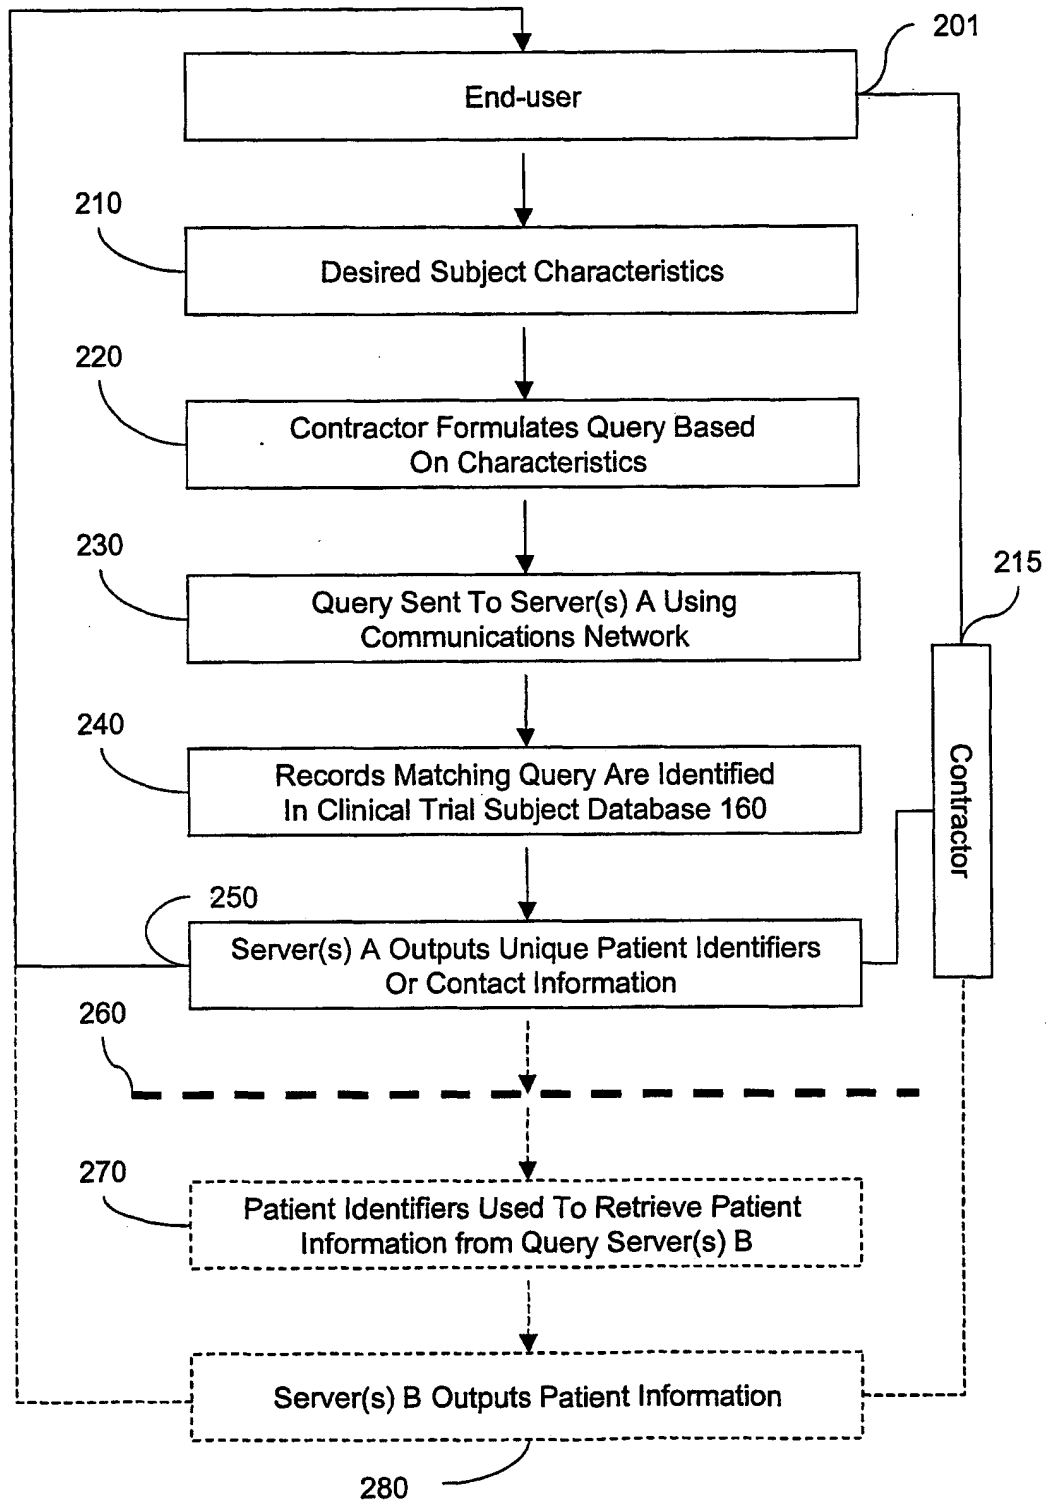 201
End-user
210
Desired Subject Characteristics
220
Contractor Formulates Query Based
On Characteristics
230
Query Sent To Server(s) A Using
Communications Network
215
Contractor
240
Records Matching Query Are Identified
In Clinical Trial Subject Database 160
250
Server(s) A Outputs Unique Patient Identifiers
Or Contact Information
260
270
Patient Identifiers Used To Retrieve Patient
Information from Query Server(s) B
Server(s) B Outputs Patient Information
280